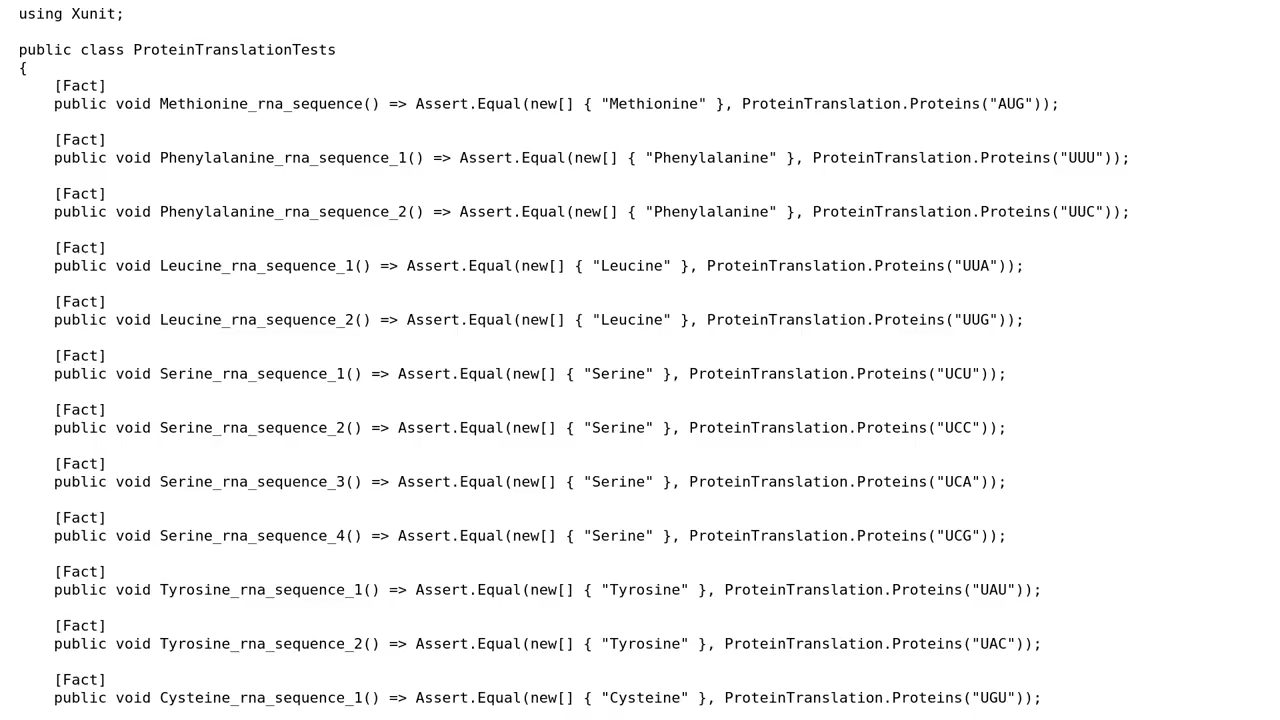 using Xunit;

public class ProteinTranslationTests
{
    [Fact]
    public void Methionine_rna_sequence() => Assert.Equal(new[] { "Methionine" }, ProteinTranslation.Proteins("AUG"));

    [Fact]
    public void Phenylalanine_rna_sequence_1() => Assert.Equal(new[] { "Phenylalanine" }, ProteinTranslation.Proteins("UUU"));

    [Fact]
    public void Phenylalanine_rna_sequence_2() => Assert.Equal(new[] { "Phenylalanine" }, ProteinTranslation.Proteins("UUC"));

    [Fact]
    public void Leucine_rna_sequence_1() => Assert.Equal(new[] { "Leucine" }, ProteinTranslation.Proteins("UUA"));

    [Fact]
    public void Leucine_rna_sequence_2() => Assert.Equal(new[] { "Leucine" }, ProteinTranslation.Proteins("UUG"));

    [Fact]
    public void Serine_rna_sequence_1() => Assert.Equal(new[] { "Serine" }, ProteinTranslation.Proteins("UCU"));

    [Fact]
    public void Serine_rna_sequence_2() => Assert.Equal(new[] { "Serine" }, ProteinTranslation.Proteins("UCC"));

    [Fact]
    public void Serine_rna_sequence_3() => Assert.Equal(new[] { "Serine" }, ProteinTranslation.Proteins("UCA"));

    [Fact]
    public void Serine_rna_sequence_4() => Assert.Equal(new[] { "Serine" }, ProteinTranslation.Proteins("UCG"));

    [Fact]
    public void Tyrosine_rna_sequence_1() => Assert.Equal(new[] { "Tyrosine" }, ProteinTranslation.Proteins("UAU"));

    [Fact]
    public void Tyrosine_rna_sequence_2() => Assert.Equal(new[] { "Tyrosine" }, ProteinTranslation.Proteins("UAC"));

    [Fact]
    public void Cysteine_rna_sequence_1() => Assert.Equal(new[] { "Cysteine" }, ProteinTranslation.Proteins("UGU"));